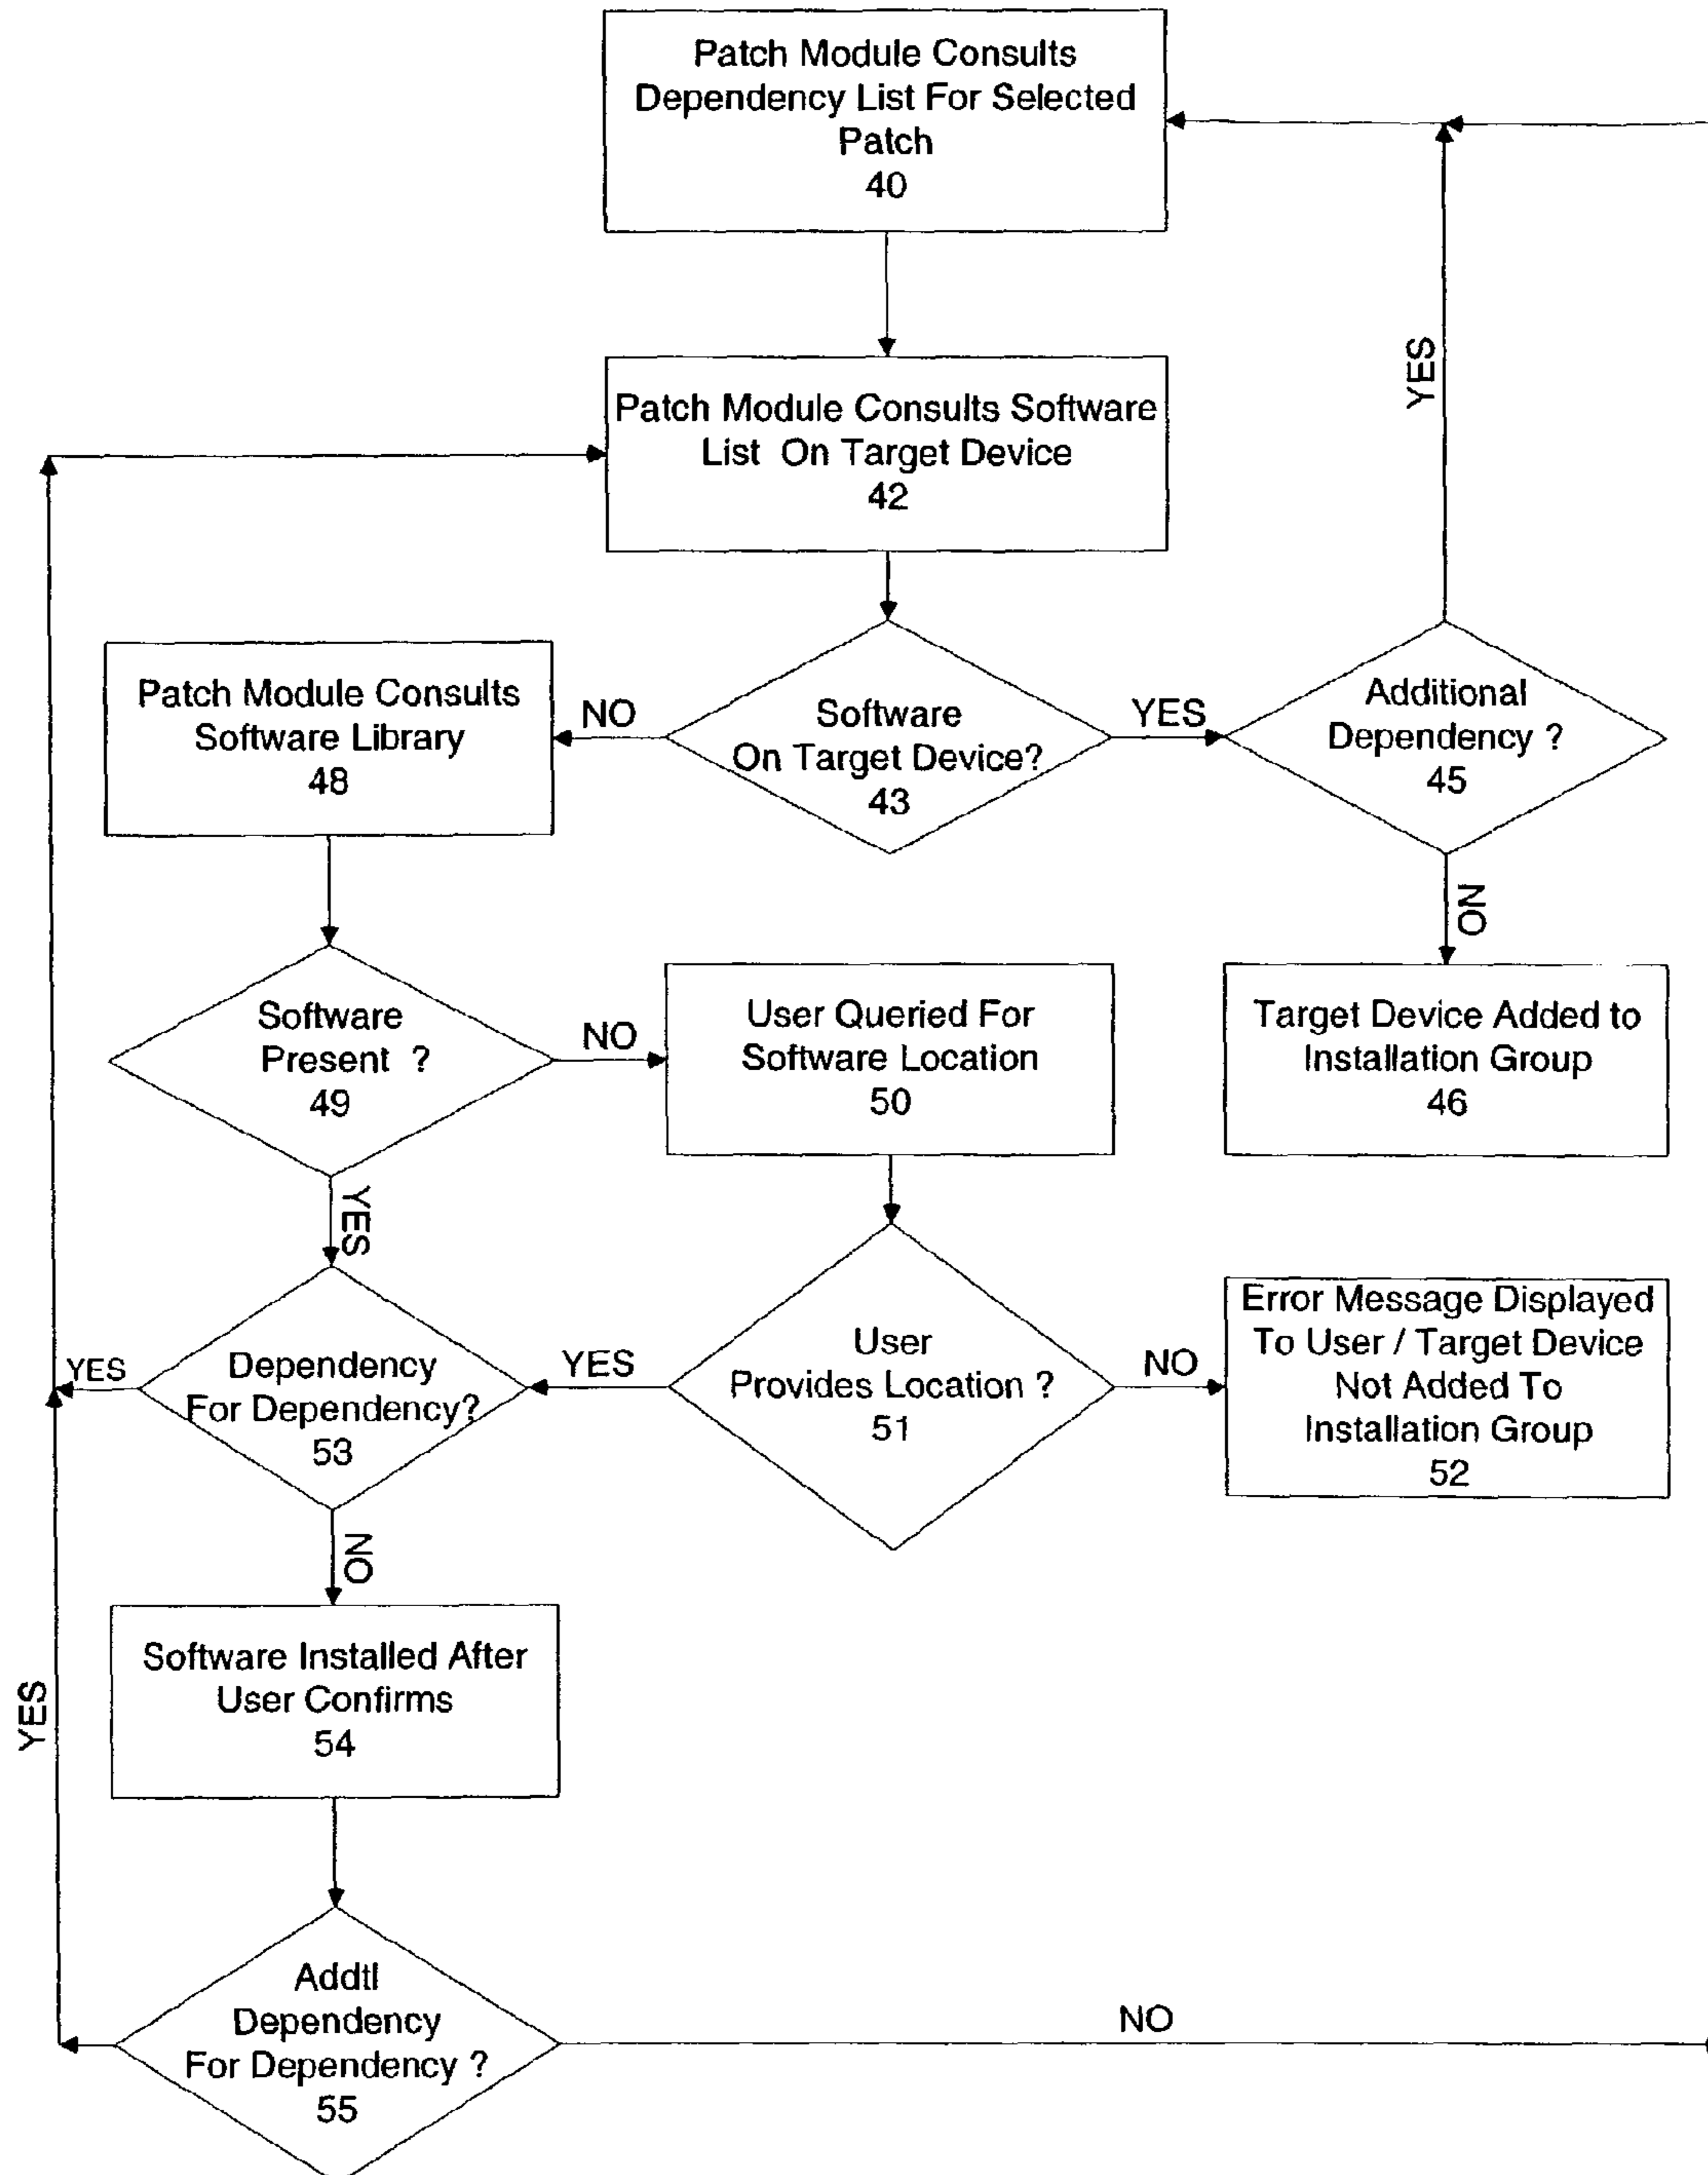 Patch Module Consults
Dependency List For Selected
Patch
40
Patch Module Consults Software
List On Target Device
42
YES
Patch Module Consults
Software Library
48
NO
Software
On Target Device?
43
YES
Additional
Dependency ?
45
NO
Software
Present ?
49
NO
User Queried For
Software Location
50
Target Device Added to
Installation Group
46
YES
YES
Dependency
For Dependency?
53
YES
User
Provides Location ?
51
NO
Error Message Displayed
To User / Target Device
Not Added To
Installation Group
52
NO
Software Installed After
User Confirms
54
YES
Addtl
Dependency
For Dependency ?
55
NO